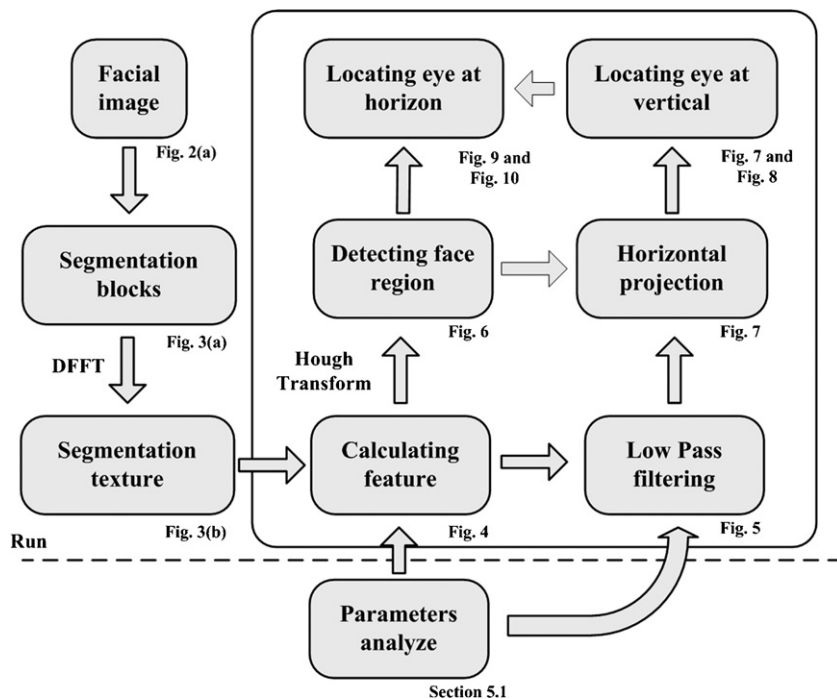 Facial
image
Fig. 2(a)
Segmentation
blocks
Fig. 3(a)
DFFT
Segmentation
texture
Fig. 3(b)
Run
Locating eye at
horizon
Fig. 9 and
Fig. 10
Locating eye at
vertical
Fig. 7 and
Fig. 8
Detecting face
region
Fig. 6
Horizontal
projection
Fig. 7
Hough
Transform
Calculating
feature
Fig. 4
Low Pass
filtering
Fig. 5
Parameters
analyze
Section 5.1